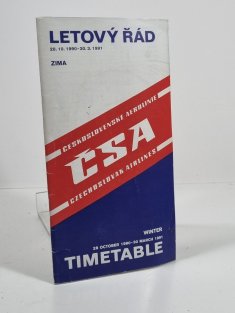 LETOVÝ ŘÁD
28. 10. 1990–30. 3. 1991
ZIMA
ČESKOSLOVENSKÉ AEROLINIE
ČSA
CZECHOSLOVAK AIRLINES
WINTER
28 OCTOBER 1990–30 MARCH 1991
TIMETABLE